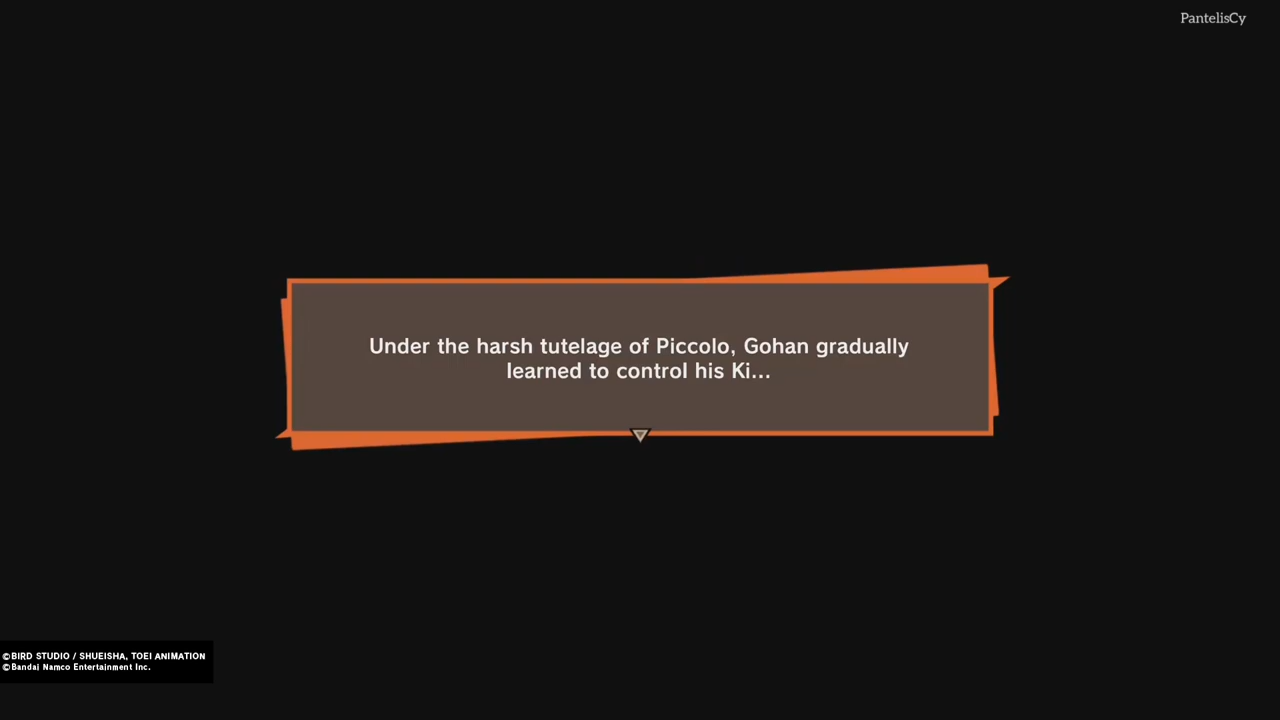 PantelisCy
Under the harsh tutelage of Piccolo, Gohan gradually
learned to control his Ki...
©BIRD STUDIO / SHUEISHA, TOEI ANIMATION
©Bandai Namco Entertainment Inc.